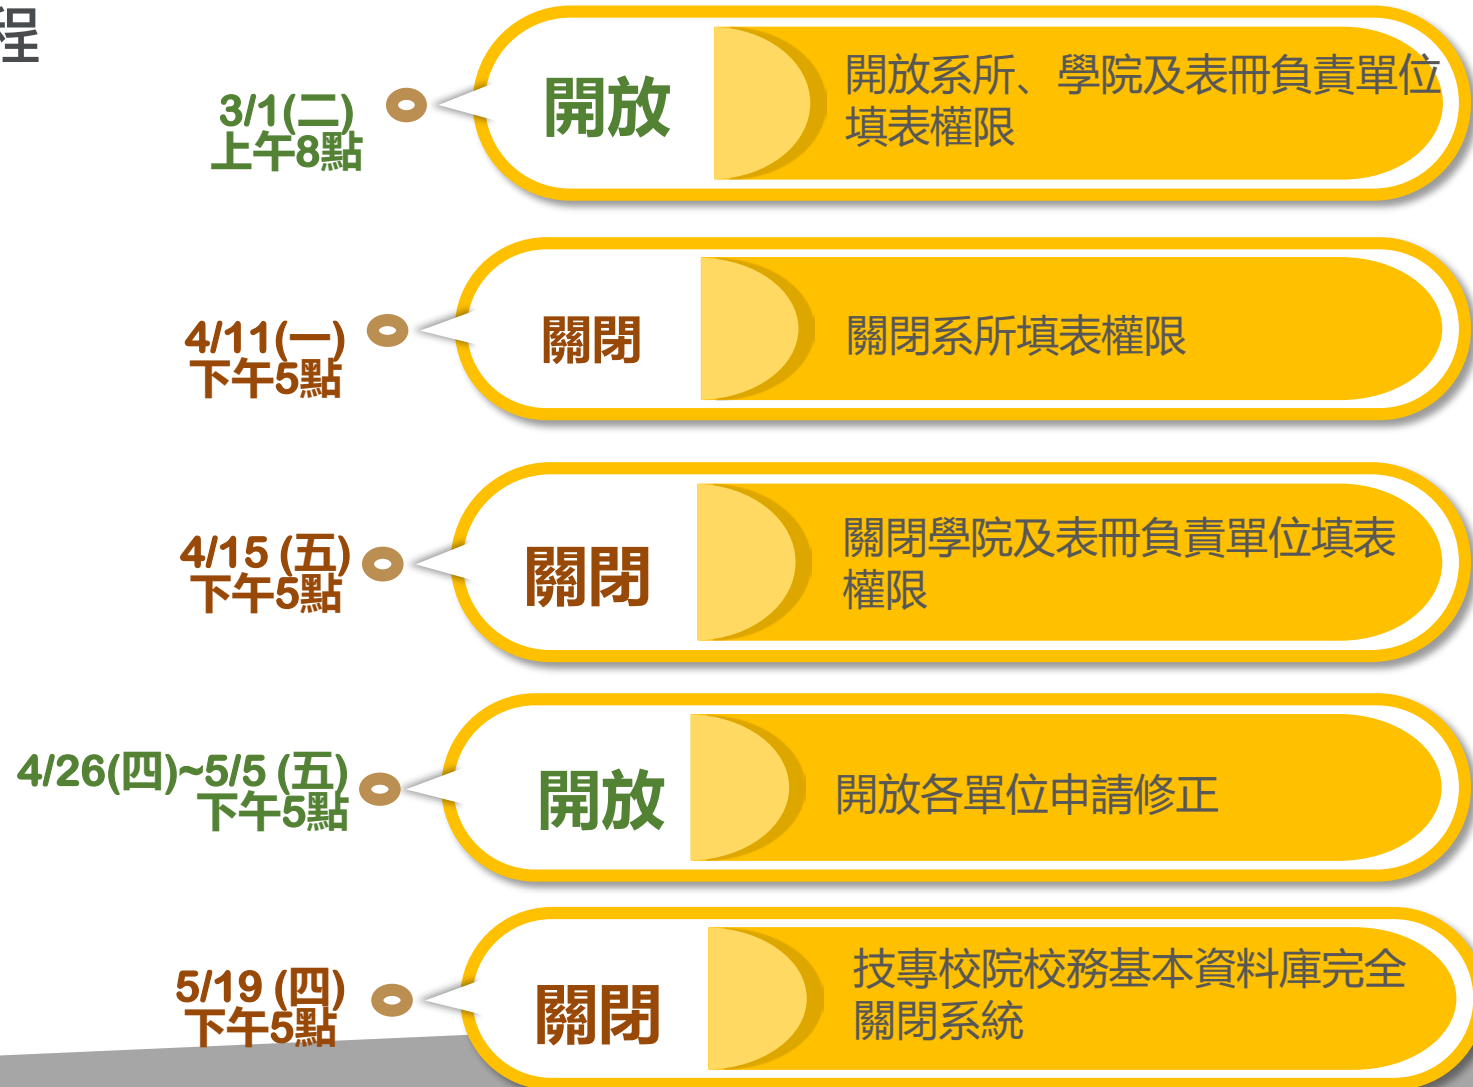 程
3/1(二)
上午8點
開放
開放系所、學院及表冊負責單位
填表權限
4/11(一)
下午5點
關閉
關閉系所填表權限
4/15 (五)
下午5點
關閉
關閉學院及表冊負責單位填表
權限
4/26(四)~5/5 (五)
下午5點
開放
開放各單位申請修正
5/19 (四)
下午5點
關閉
技專校院校務基本資料庫完全
關閉系統